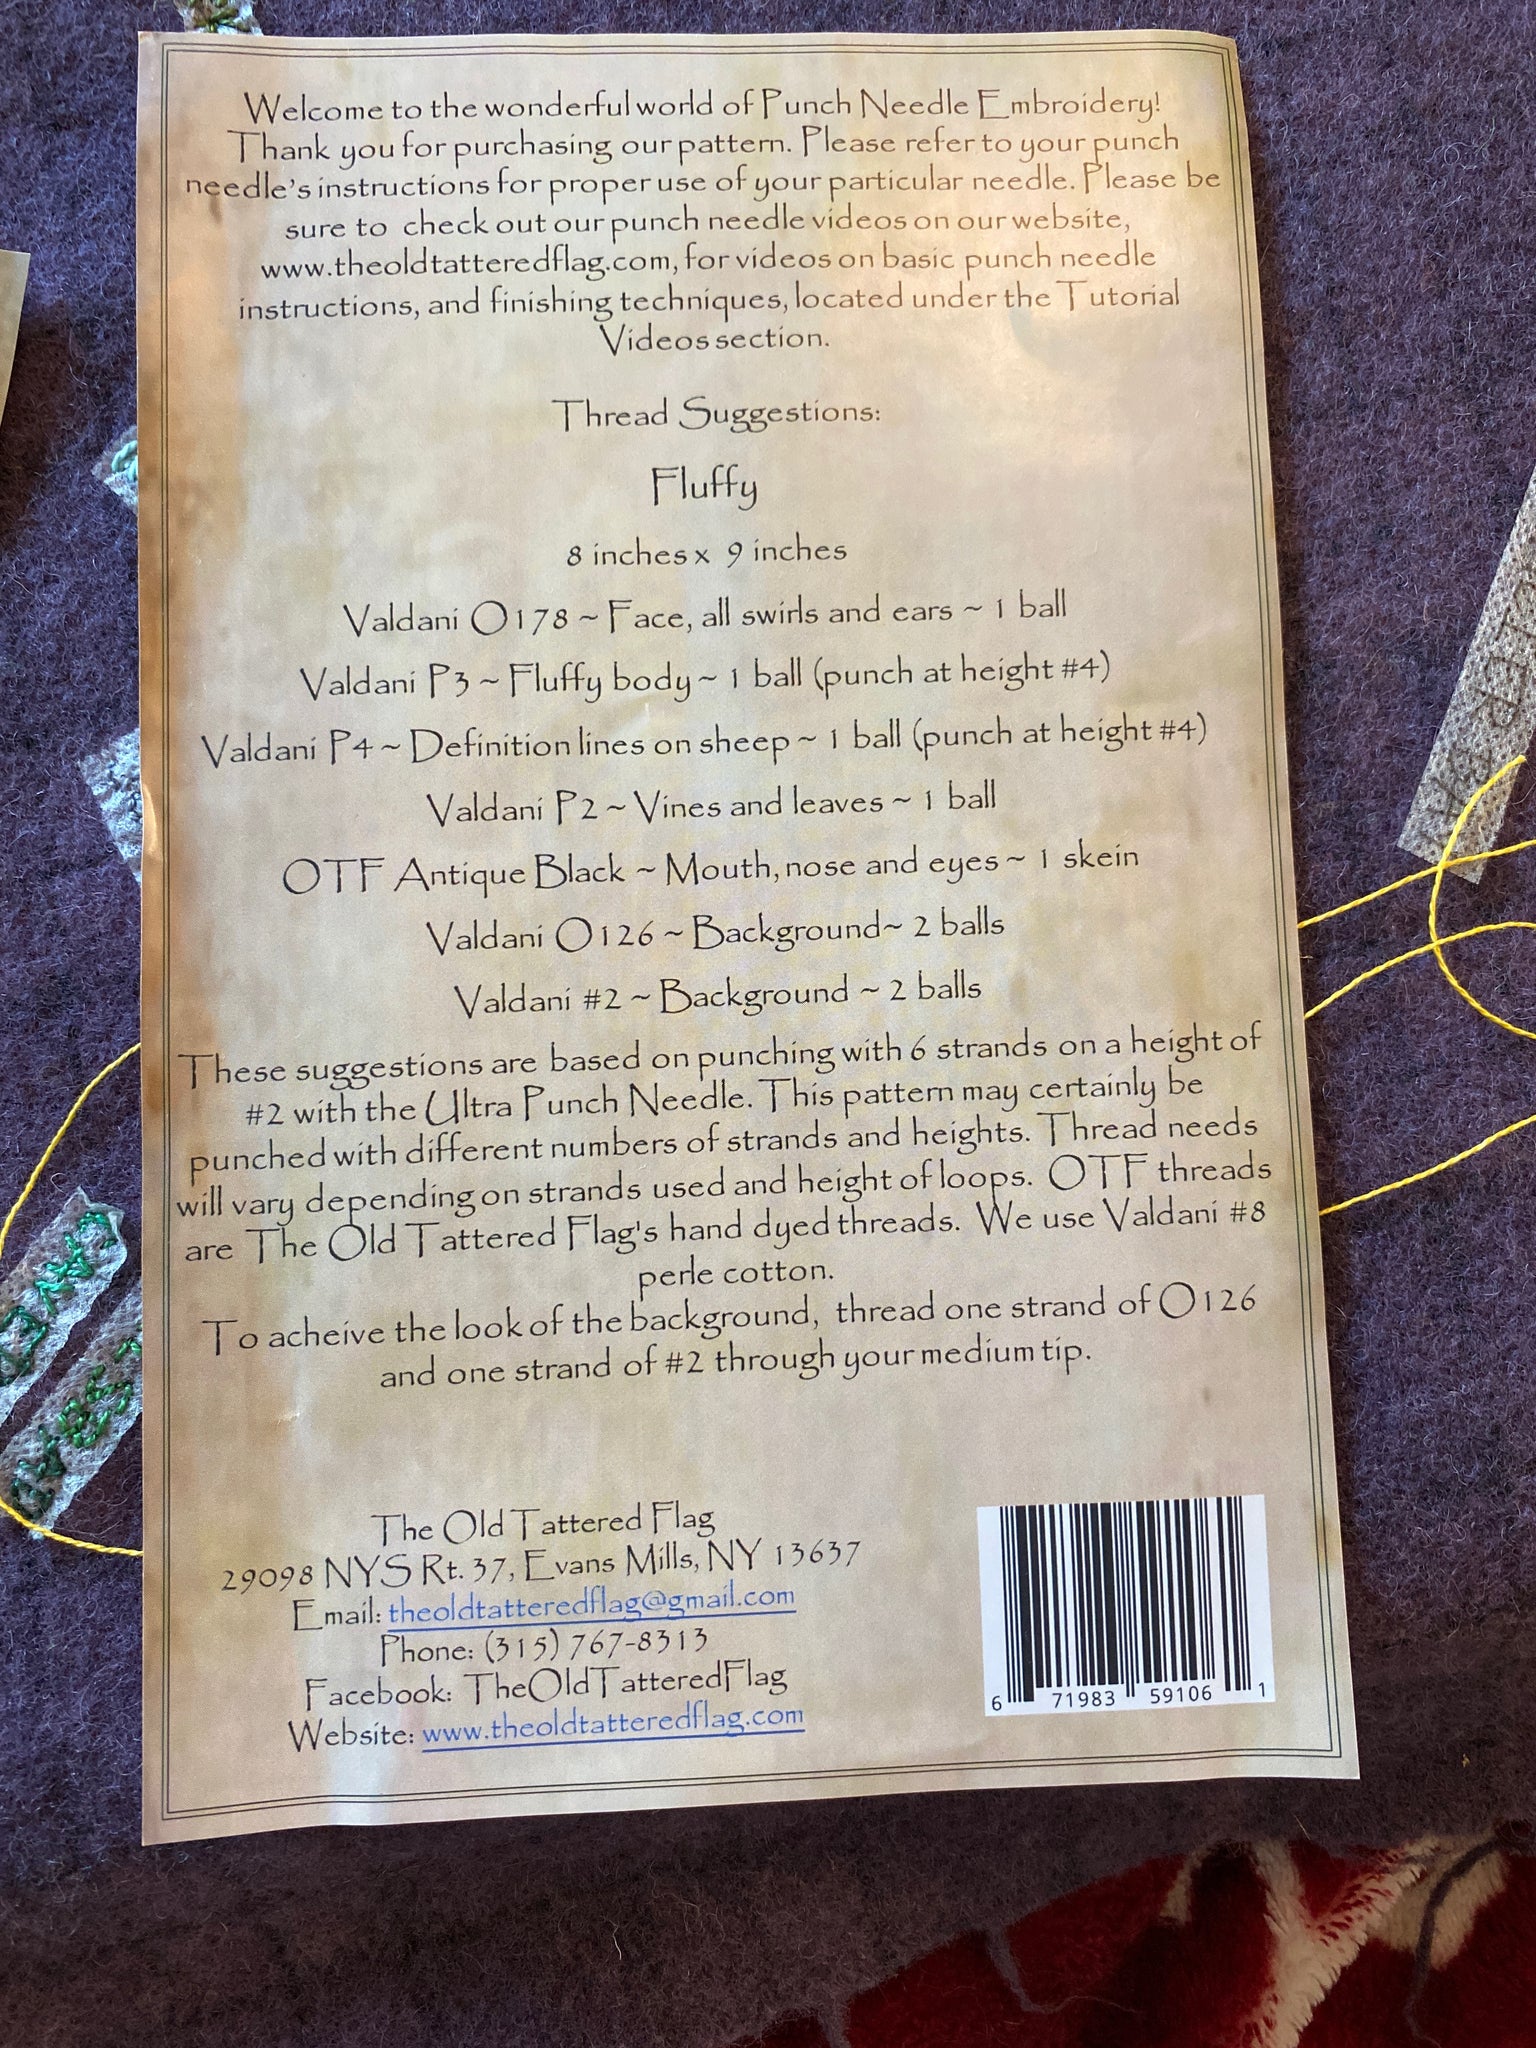 Welcome to the wonderful world of Punch Needle Embroidery!
Thank you for purchasing our pattern. Please refer to your punch
needle's instructions for proper use of your particular needle. Please be
sure to check out our punch needle videos on our website,
www.theoldtatteredflag.com, for videos on basic punch needle
instructions, and finishing techniques, located under the Tutorial
Videos section.
Thread Suggestions:
Fluffy
8 inches x 9 inches
Valdani O178 ~ Face, all swirls and ears ~ 1 ball
Valdani P3 ~ Fluffy body ~ 1 ball (punch at height #4)
Valdani P4 ~ Definition lines on sheep ~ 1 ball (punch at height #4)
Valdani P2 ~ Vines and leaves ~ 1 ball
OTF Antique Black ~ Mouth, nose and eyes ~ 1 skein
Valdani O126 ~ Background~ 2 balls
Valdani #2 ~ Background ~ 2 balls
These suggestions are based on punching with 6 strands on a height of
#2 with the Ultra Punch Needle. This pattern may certainly be
punched with different numbers of strands and heights. Thread needs
will vary depending on strands used and height of loops. OTF threads
are The Old Tattered Flag's hand dyed threads. We use Valdani #8
perle cotton.
To acheive the look of the background, thread one strand of O126
and one strand of #2 through your medium tip.
The Old Tattered Flag
29098 NYS Rt. 37, Evans Mills, NY 13637
Email: theoldtatteredflag@gmail.com
Phone: (315) 767-8313
Facebook: TheOldTatteredFlag
Website: www.theoldtatteredflag.com
6 71983 59106 1